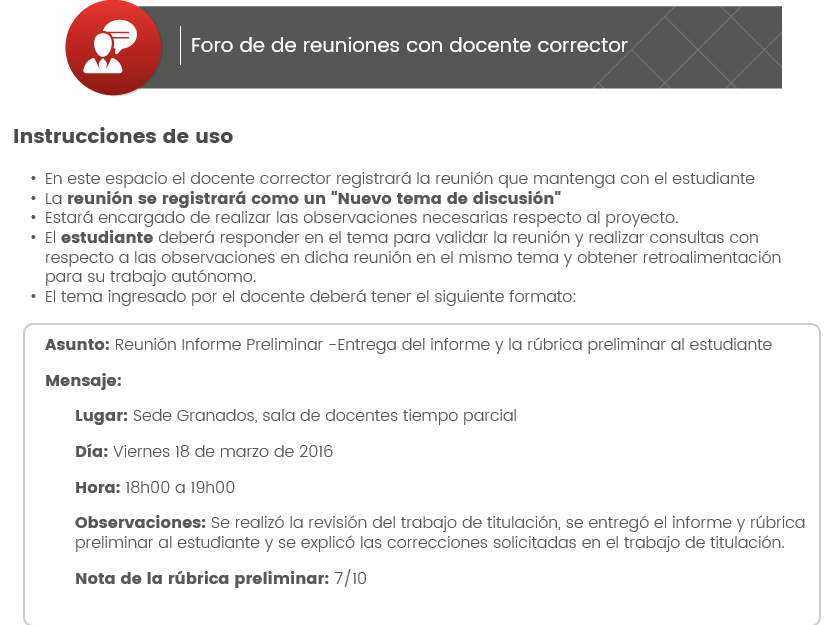 Foro de de reuniones con docente corrector
Instrucciones de uso
• En este espacio el docente corrector registrará la reunión que mantenga con el estudiante
• La reunión se registrará como un "Nuevo tema de discusión"
• Estará encargado de realizar las observaciones necesarias respecto al proyecto.
• El estudiante deberá responder en el tema para validar la reunión y realizar consultas con
respecto a las observaciones en dicha reunión en el mismo tema y obtener retroalimentación
para su trabajo autónomo.
• El tema ingresado por el docente deberá tener el siguiente formato:
Asunto: Reunión Informe Preliminar -Entrega del informe y la rúbrica preliminar al estudiante
Mensaje:
Lugar: Sede Granados, sala de docentes tiempo parcial
Día: Viernes 18 de marzo de 2016
Hora: 18h00 a 19h00
Observaciones: Se realizó la revisión del trabajo de titulación, se entregó el informe y rúbrica
preliminar al estudiante y se explicó las correcciones solicitadas en el trabajo de titulación.
Nota de la rúbrica preliminar: 7/10